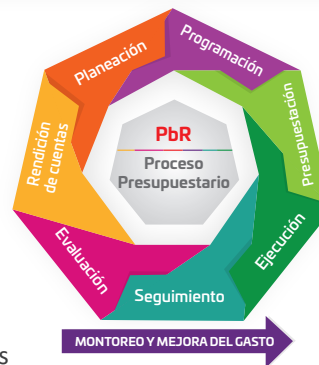 Planeación
Programación
Presupuestación
Ejecución
Seguimiento
Evaluación
Rendición
de cuentas
PbR
Proceso
Presupuestario
MONTOREO Y MEJORA DEL GASTO
s